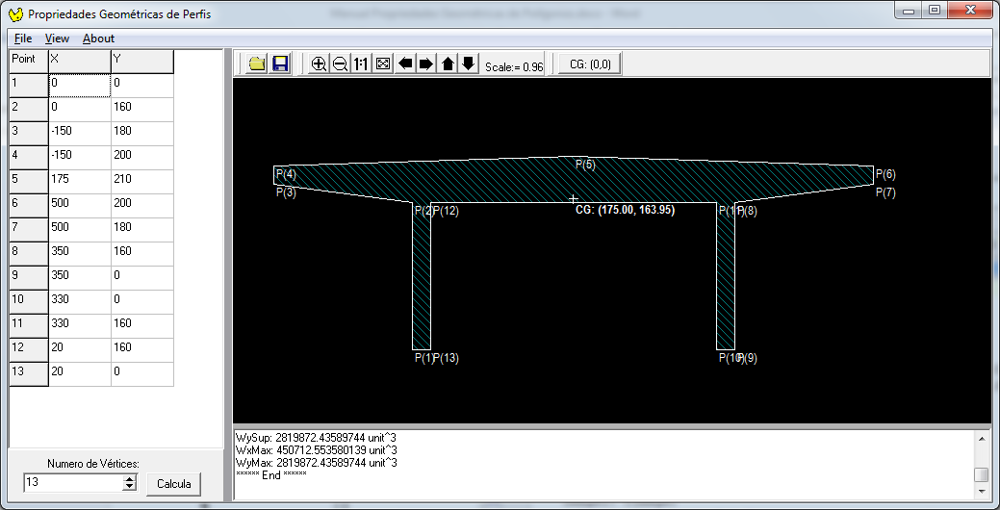 Propriedades Geométricas de Perfis
File View About
Point X Y
1 0 0
2 0 160
3 -150 180
4 -150 200
5 175 210
6 500 200
7 500 180
8 350 160
9 350 0
10 330 0
11 330 160
12 20 160
13 20 0
Numero de Vértices:
13
Calcula
1:1
Scale:= 0.96
CG: (0,0)
P(5)
P(4)
P(6)
P(3)
P(7)
P(2) P(12)
CG: (175.00, 163.95)
P(11) P(8)
P(1) P(13)
P(10) P(9)
WySup: 2819872.43589744 unit^3
WxMax: 450712.553580139 unit^3
WyMax: 2819872.43589744 unit^3
****** End ******